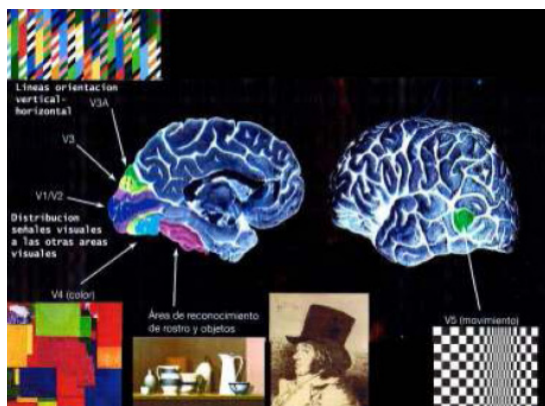 Lineas orientacion
vertical-
horizontal
V3A
V3
V1/V2
Distribucion
señales visuales
a las otras areas
visuales
V4 (color)
Área de reconocimiento
de rostro y objetos
V5 (movimiento)